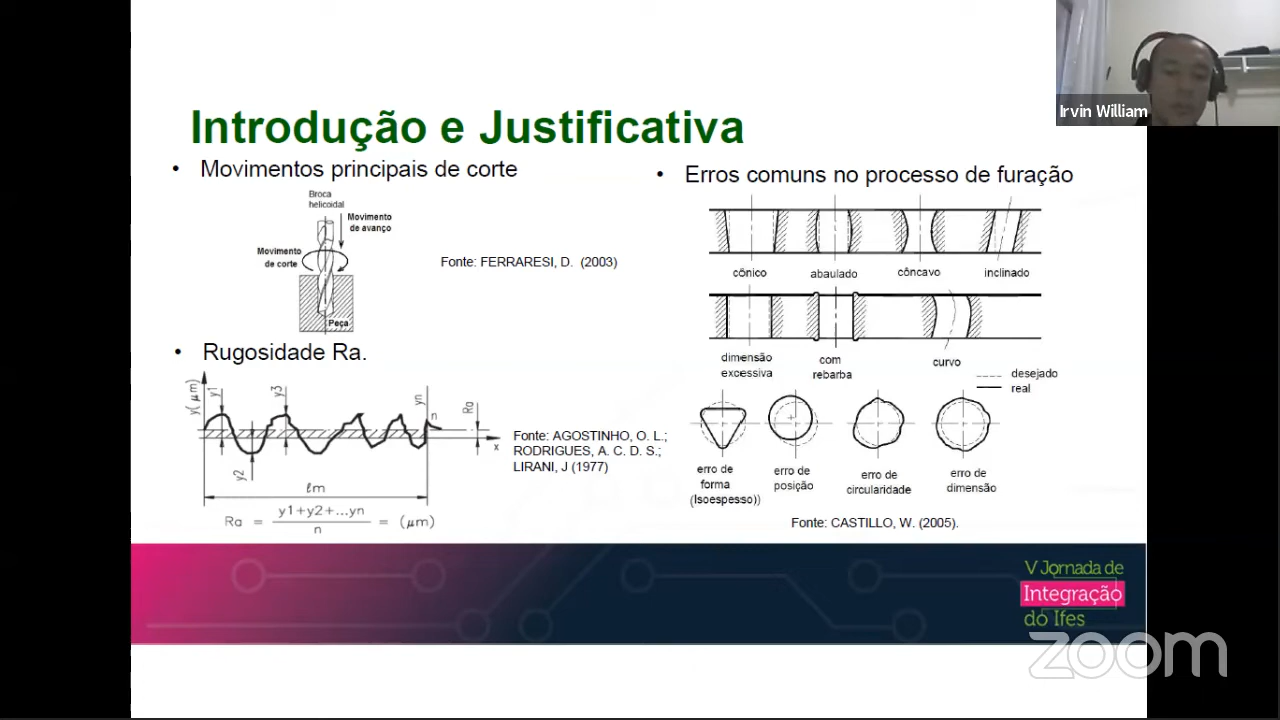 Irvin William
Introdução e Justificativa
• Movimentos principais de corte
Broca
helicoidal
Movimento
de avanço
Movimento
de corte
Peça
Fonte: FERRARESI, D. (2003)
• Rugosidade Ra.
y(μm)
y1
y3
yn
n
Ra
x
y2
ℓm
Ra = y1+y2+...yn = (μm)
n
Fonte: AGOSTINHO, O. L.;
RODRIGUES, A. C. D. S.;
LIRANI, J (1977)
• Erros comuns no processo de furação
cônico abaulado côncavo inclinado
dimensão
excessiva
com
rebarba
curvo
desejado
real
erro de
forma
(Isoespesso))
erro de
posição
erro de
circularidade
erro de
dimensão
Fonte: CASTILLO, W. (2005).
V Jornada de
Integração
do Ifes
zoom